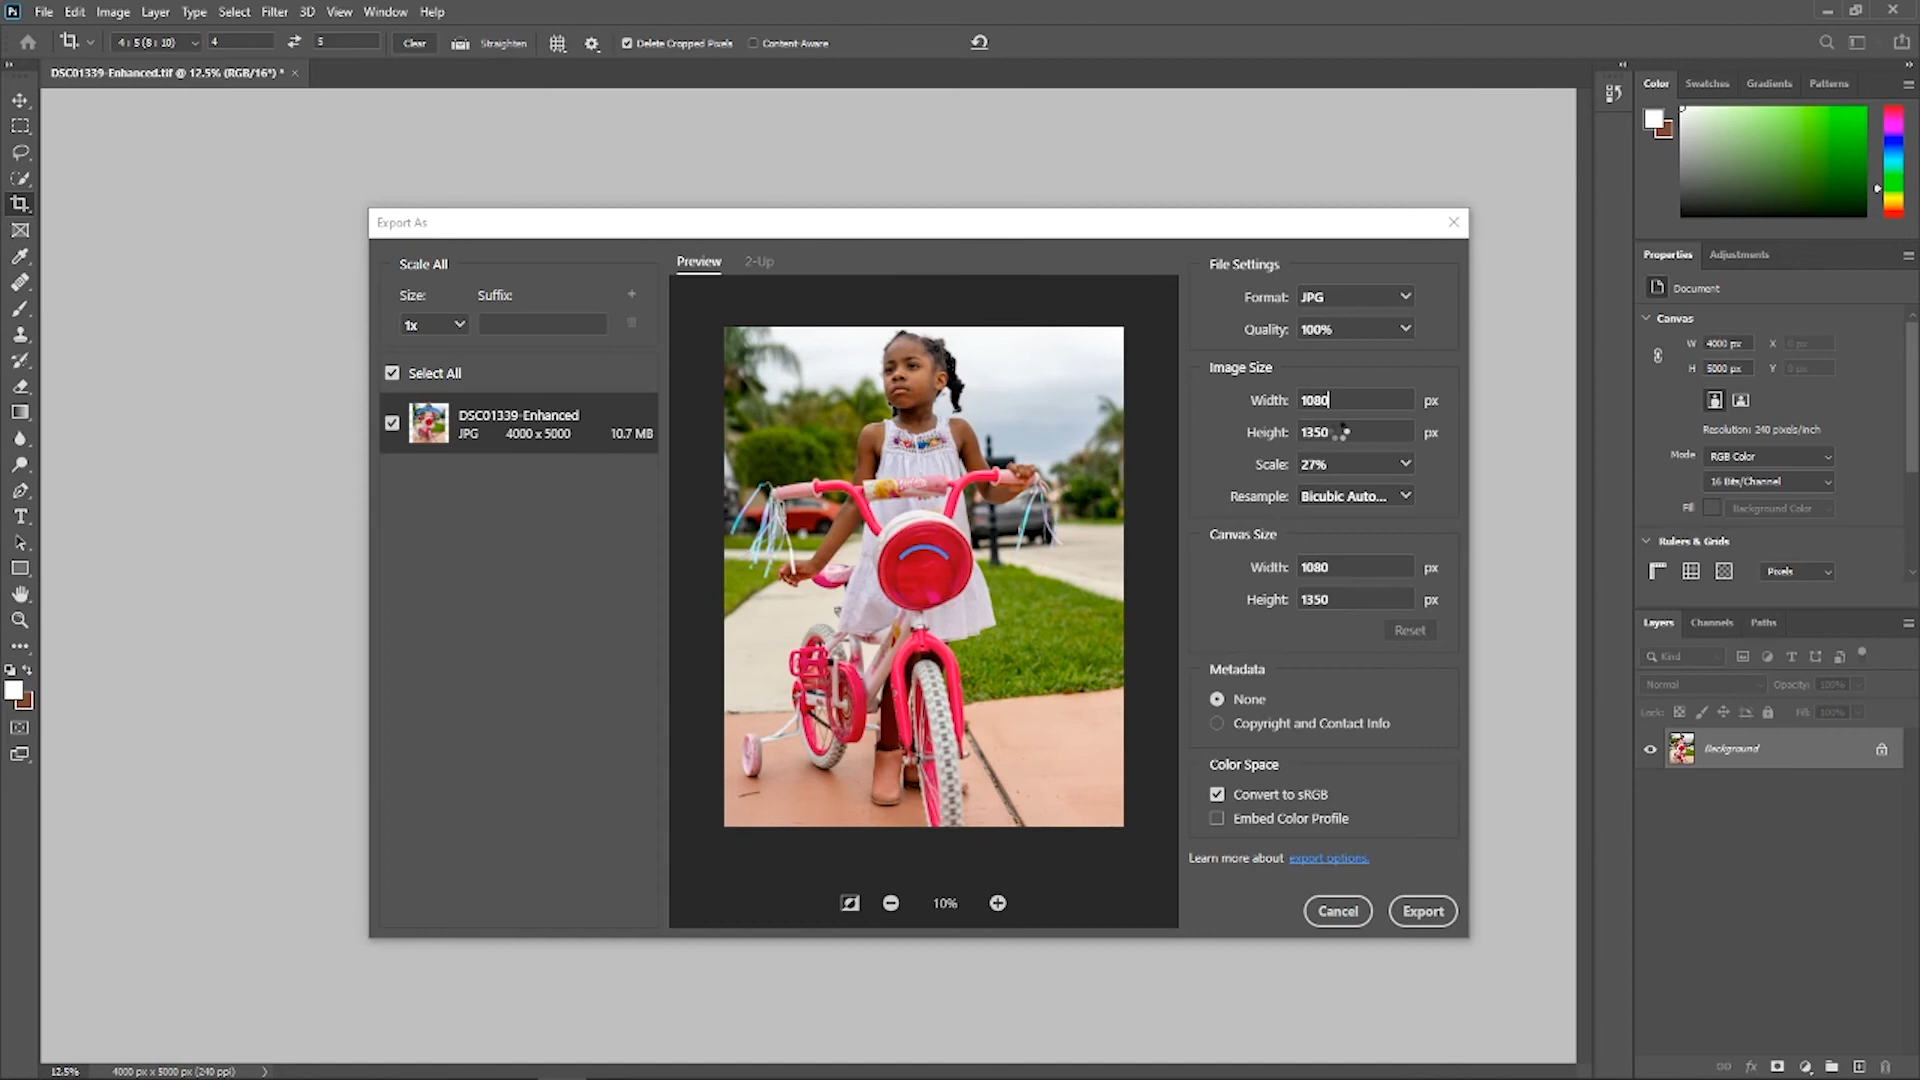 Ps File Edit Image Layer Type Select Filter 3D View Window Help
4 : 5 (8 : 10) 4 5 Clear Straighten Delete Cropped Pixels Content-Aware
DSC01339-Enhanced.tif @ 12.5% (RGB/16*) * ×
Export As
Scale All
Size: Suffix:
1x
Select All
DSC01339-Enhanced
JPG 4000 x 5000 10.7 MB
Preview 2-Up
10%
File Settings
Format: JPG
Quality: 100%
Image Size
Width: 1080 px
Height: 1350 px
Scale: 27%
Resample: Bicubic Auto...
Canvas Size
Width: 1080 px
Height: 1350 px
Reset
Metadata
None
Copyright and Contact Info
Color Space
Convert to sRGB
Embed Color Profile
Learn more about export options.
Cancel Export
Color Swatches Gradients Patterns
Properties Adjustments
Document
Canvas
W 4000 px X 0 px
H 5000 px Y 0 px
Resolution: 240 pixels/inch
Mode RGB Color
16 Bits/Channel
Fill Background Color
Rulers & Grids
Pixels
Layers Channels Paths
Kind
Normal Opacity: 100%
Lock: Fill: 100%
Background
fx
12.5% 4000 px x 5000 px (240 ppi)